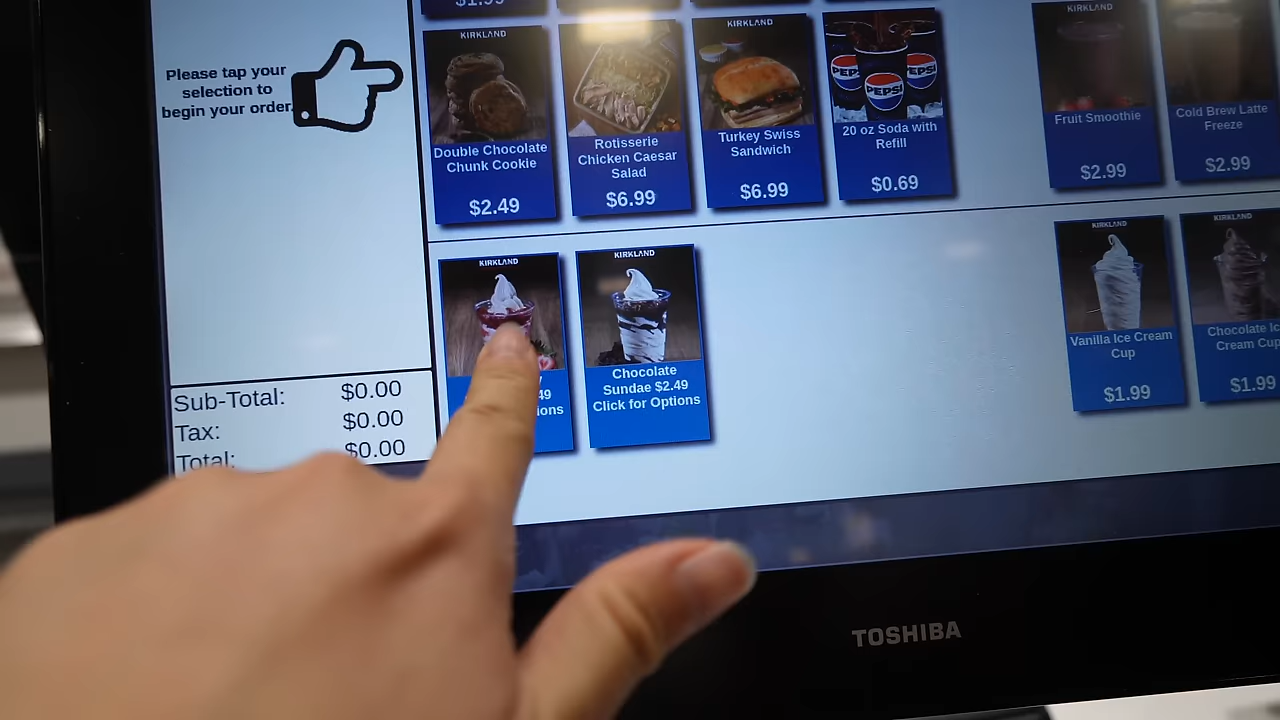 $1.99
Please tap your
selection to
begin your order.
KIRKLAND
Double Chocolate
Chunk Cookie
$2.49
Rotisserie
Chicken Caesar
Salad
$6.99
KIRKLAND
Turkey Swiss
Sandwich
$6.99
PEPSI
PEPSI
PEPSI
20 oz Soda with
Refill
$0.69
KIRKLAND
Fruit Smoothie
$2.99
Cold Brew Latte
Freeze
$2.99
KIRKLAND
KIRKLAND
Chocolate
Sundae $2.49
Click for Options
KIRKLAND
Vanilla Ice Cream
Cup
$1.99
KIRKLAND
Chocolate Ic
Cream Cup
$1.99
Sub-Total: $0.00
Tax: $0.00
Total: $0.00
TOSHIBA